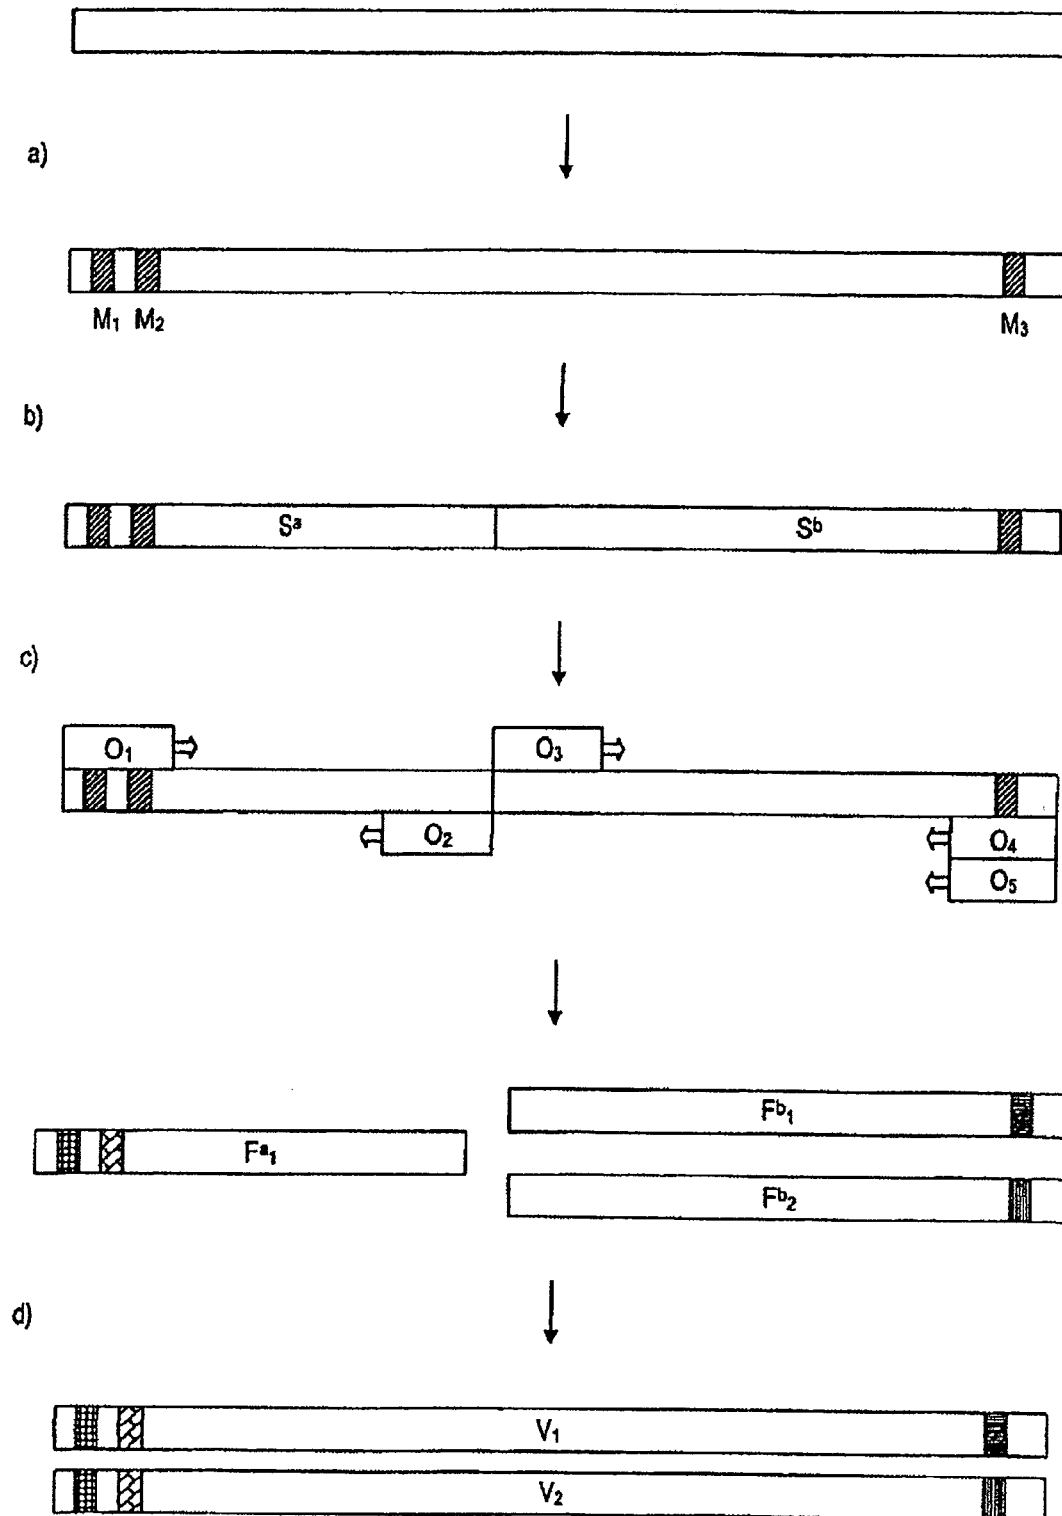 a)
M₁ M₂ M₃
b)
Sᵃ Sᵇ
c)
O₁ O₃
O₂ O₄
O₅
Fᵇ₁
Fᵃ₁
Fᵇ₂
d)
V₁
V₂